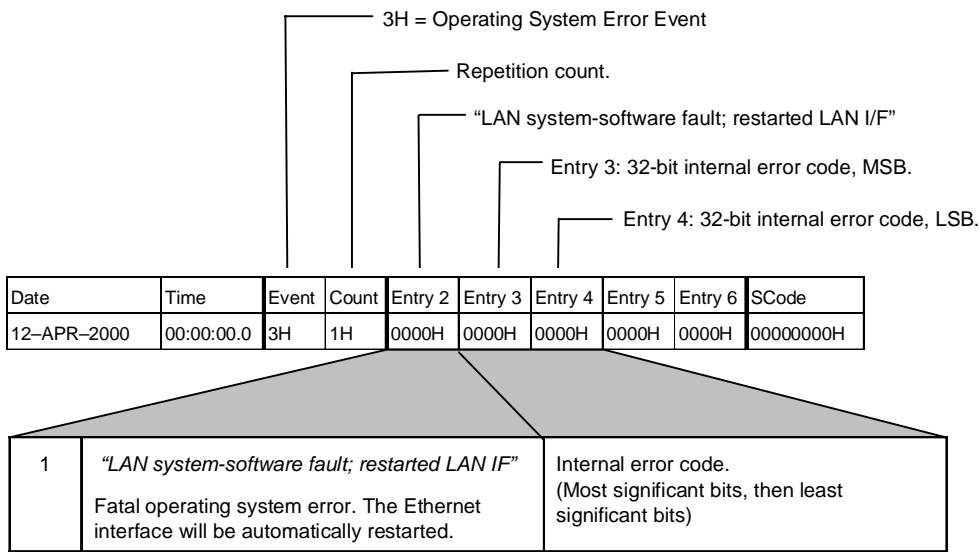 3H = Operating System Error Event
Repetition count.
“LAN system-software fault; restarted LAN I/F”
Entry 3: 32-bit internal error code, MSB.
Entry 4: 32-bit internal error code, LSB.
Date Time Event Count Entry 2 Entry 3 Entry 4 Entry 5 Entry 6 SCode
12–APR–2000 00:00:00.0 3H 1H 0000H 0000H 0000H 0000H 0000H 00000000H
1 “LAN system-software fault; restarted LAN IF” Internal error code.
(Most significant bits, then least
Fatal operating system error. The Ethernet significant bits)
interface will be automatically restarted.